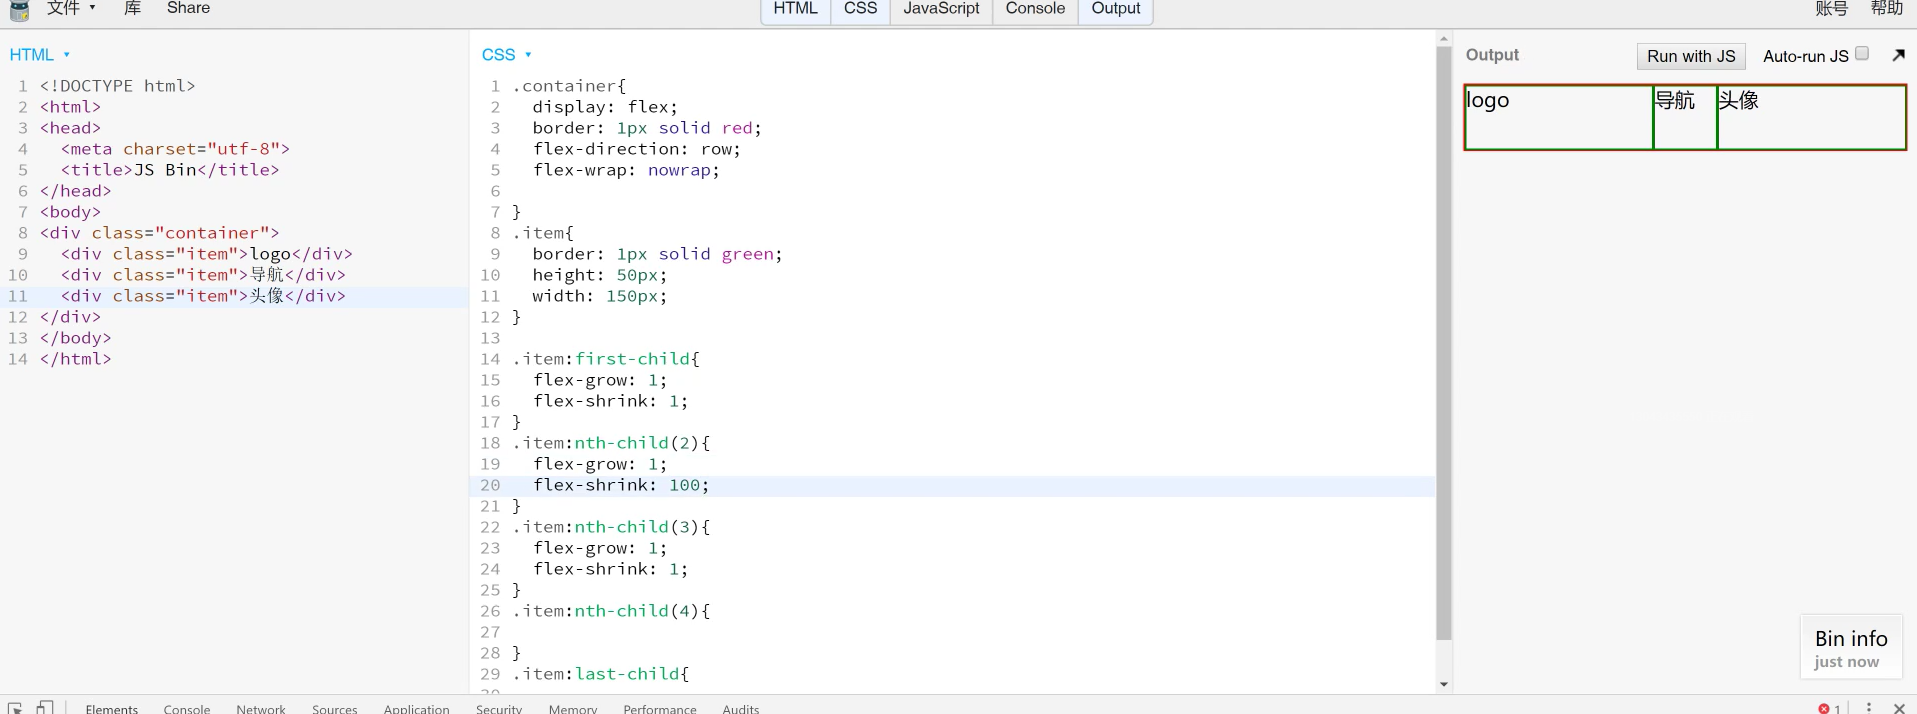 文件 ▾ 库 Share HTML CSS JavaScript Console Output 账号 帮助
HTML ▾
1 <!DOCTYPE html>
2 <html>
3 <head>
4   <meta charset="utf-8">
5   <title>JS Bin</title>
6 </head>
7 <body>
8 <div class="container">
9   <div class="item">logo</div>
10   <div class="item">导航</div>
11   <div class="item">头像</div>
12 </div>
13 </body>
14 </html>
CSS ▾
1 .container{
2   display: flex;
3   border: 1px solid red;
4   flex-direction: row;
5   flex-wrap: nowrap;
6
7 }
8 .item{
9   border: 1px solid green;
10   height: 50px;
11   width: 150px;
12 }
13
14 .item:first-child{
15   flex-grow: 1;
16   flex-shrink: 1;
17 }
18 .item:nth-child(2){
19   flex-grow: 1;
20   flex-shrink: 100;
21 }
22 .item:nth-child(3){
23   flex-grow: 1;
24   flex-shrink: 1;
25 }
26 .item:nth-child(4){
27
28 }
29 .item:last-child{
Output Run with JS Auto-run JS
logo 导航 头像
Bin info
just now
Elements Console Network Sources Application Security Memory Performance Audits 1